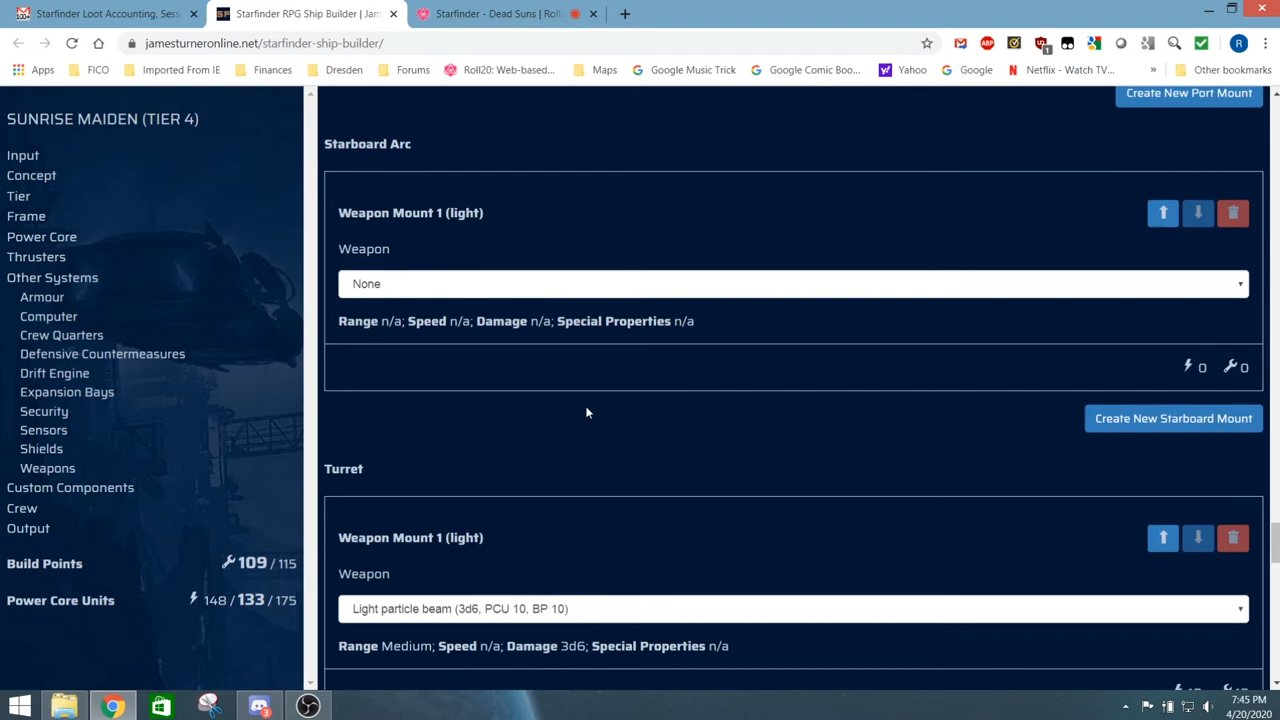 Starfinder Loot Accounting, Sess
Starfinder RPG Ship Builder | Jam
Starfinder - Dead Suns | Roll
jamesturneronline.net/starfinder-ship-builder/
Apps
FICO
Imported From IE
Finances
Dresden
Forums
Roll20: Web-based...
Maps
Google Music Trick
Google Comic Boo...
Yahoo
Google
Netflix - Watch TV...
»
Other bookmarks
SUNRISE MAIDEN (TIER 4)
Input
Concept
Tier
Frame
Power Core
Thrusters
Other Systems
Armour
Computer
Crew Quarters
Defensive Countermeasures
Drift Engine
Expansion Bays
Security
Sensors
Shields
Weapons
Custom Components
Crew
Output
Build Points 109 / 115
Power Core Units 148 / 133 / 175
Create New Port Mount
Starboard Arc
Weapon Mount 1 (light)
Weapon
None
Range n/a; Speed n/a; Damage n/a; Special Properties n/a
0 0
Create New Starboard Mount
Turret
Weapon Mount 1 (light)
Weapon
Light particle beam (3d6, PCU 10, BP 10)
Range Medium; Speed n/a; Damage 3d6; Special Properties n/a
7:45 PM
4/20/2020